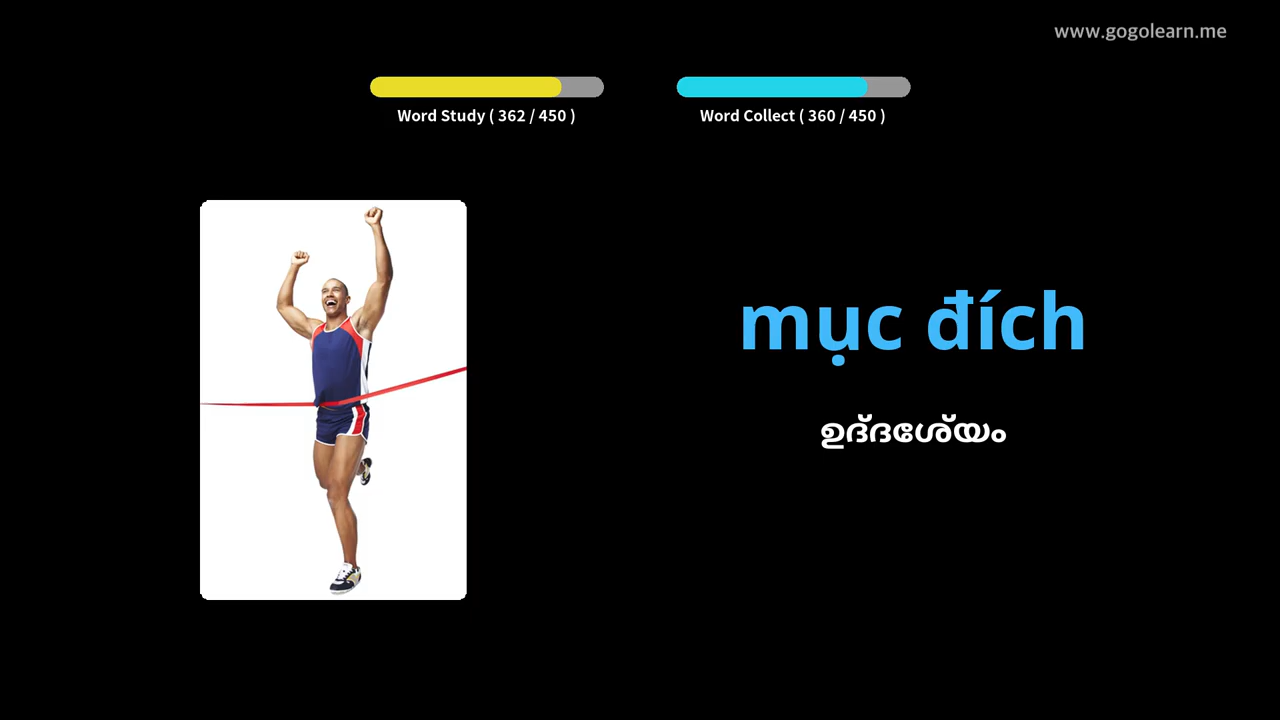 www.gogolearn.me
Word Study ( 362 / 450 )
Word Collect ( 360 / 450 )
mục đích
ഉദ്ദേശ്യം